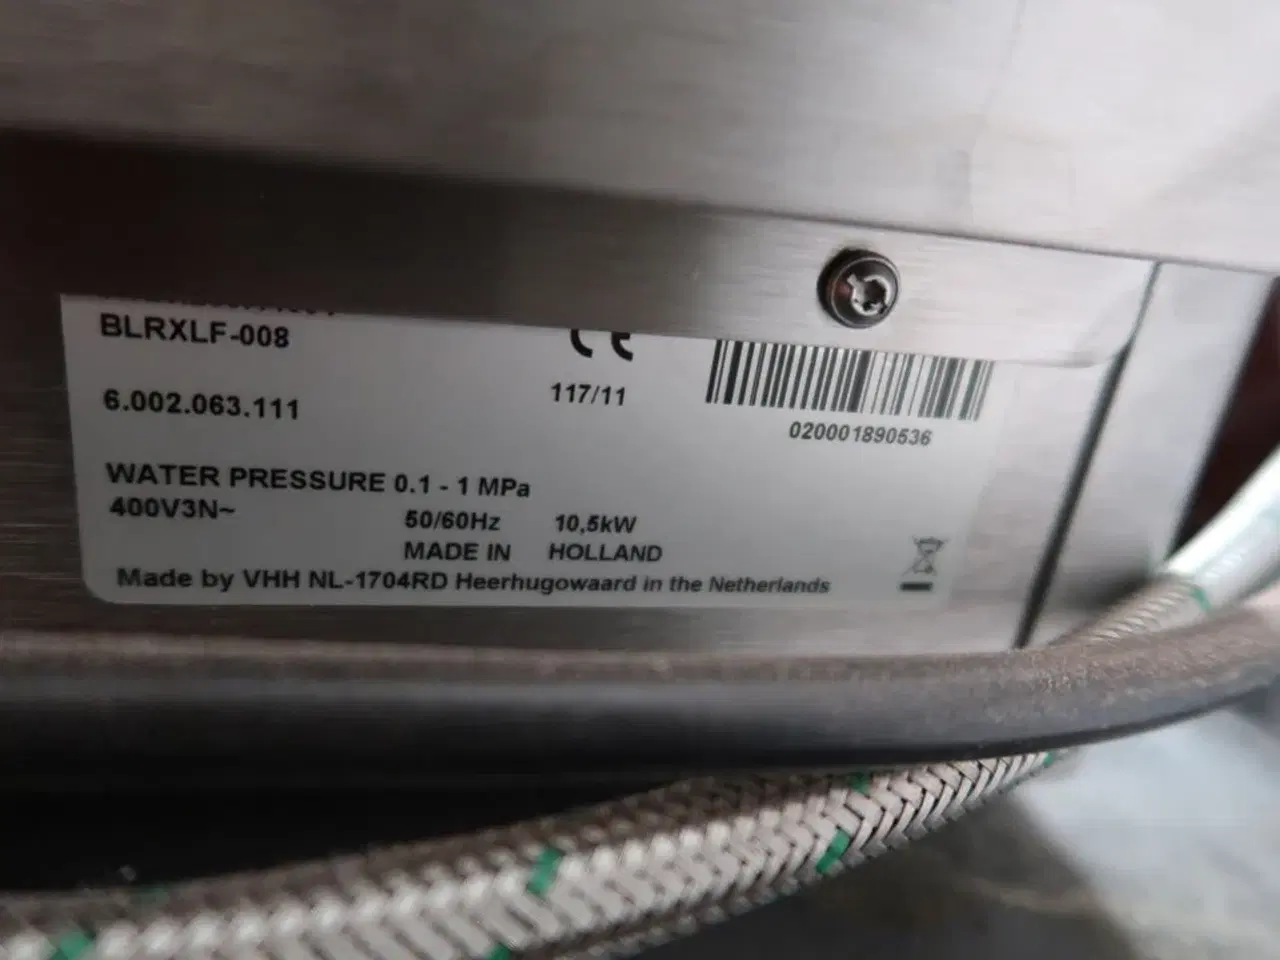 BLRXLF-008
CE
6.002.063.111
117/11
020001890536
WATER PRESSURE 0.1 - 1 MPa
400V3N~ 50/60Hz 10,5kW
MADE IN HOLLAND
Made by VHH NL-1704RD Heerhugowaard in the Netherlands